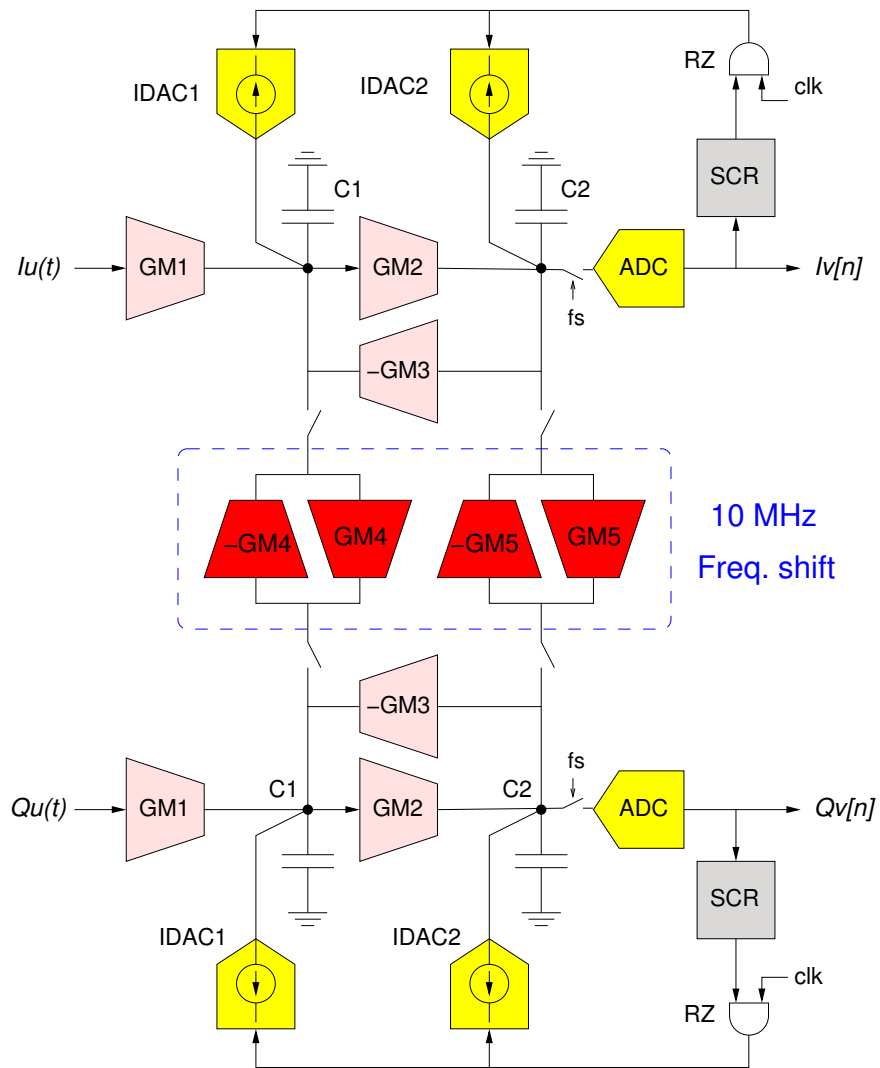 RZ
clk
IDAC1
IDAC2
SCR
C1
C2
Iu(t)
GM1
GM2
ADC
Iv[n]
fs
–GM3
–GM4
GM4
–GM5
GM5
10 MHz
Freq. shift
–GM3
fs
Qu(t)
GM1
C1
GM2
C2
ADC
Qv[n]
SCR
IDAC1
IDAC2
clk
RZ